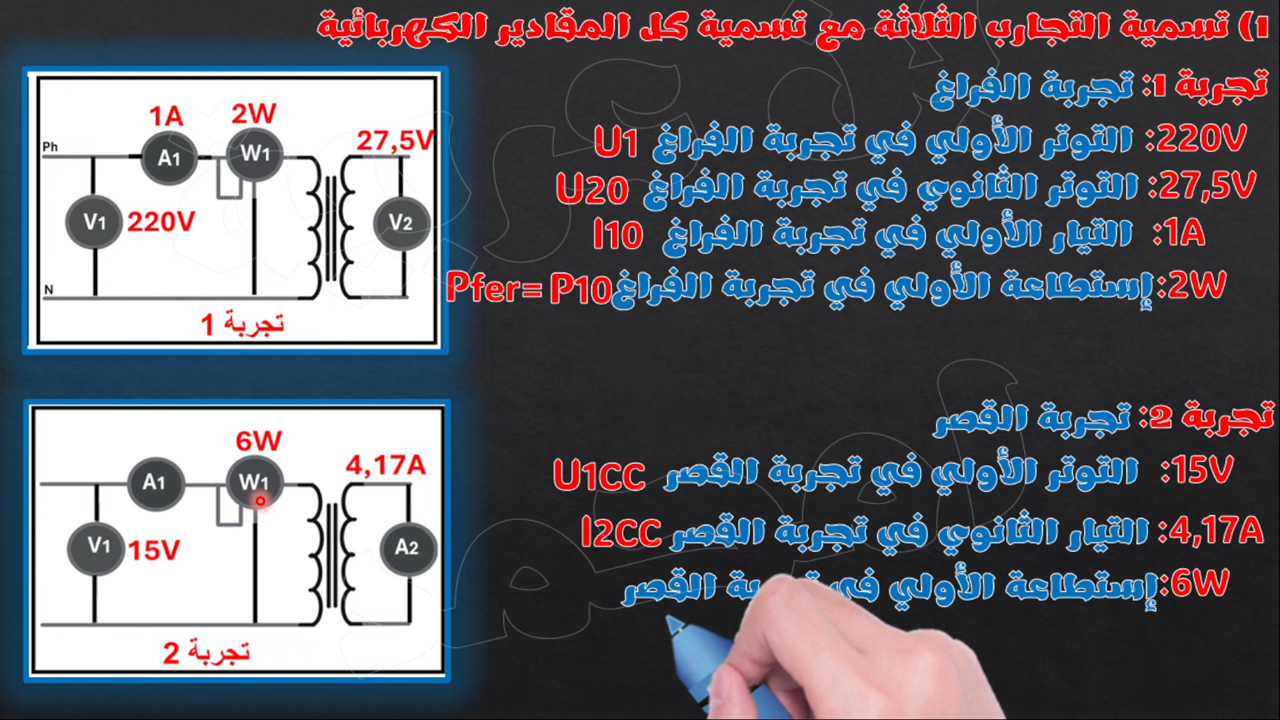 1) تسمية التجارب الثلاثة مع تسمية كل المقادير الكهربائية
تجربة 1: تجربة الفراغ
220V: التوتر الأولي في تجربة الفراغ U1
27,5V: التوتر الثانوي في تجربة الفراغ U20
1A: التيار الأولي في تجربة الفراغ I10
2W: إستطاعة الأولي في تجربة الفراغ Pfer= P10
1A
2W
27,5V
Ph
A1
W1
V1
220V
V2
N
تجربة 1
تجربة 2: تجربة القصر
15V: التوتر الأولي في تجربة القصر U1CC
4,17A: التيار الثانوي في تجربة القصر I2CC
6W: إستطاعة الأولي في تجربة القصر
6W
4,17A
A1
W1
V1
15V
A2
تجربة 2